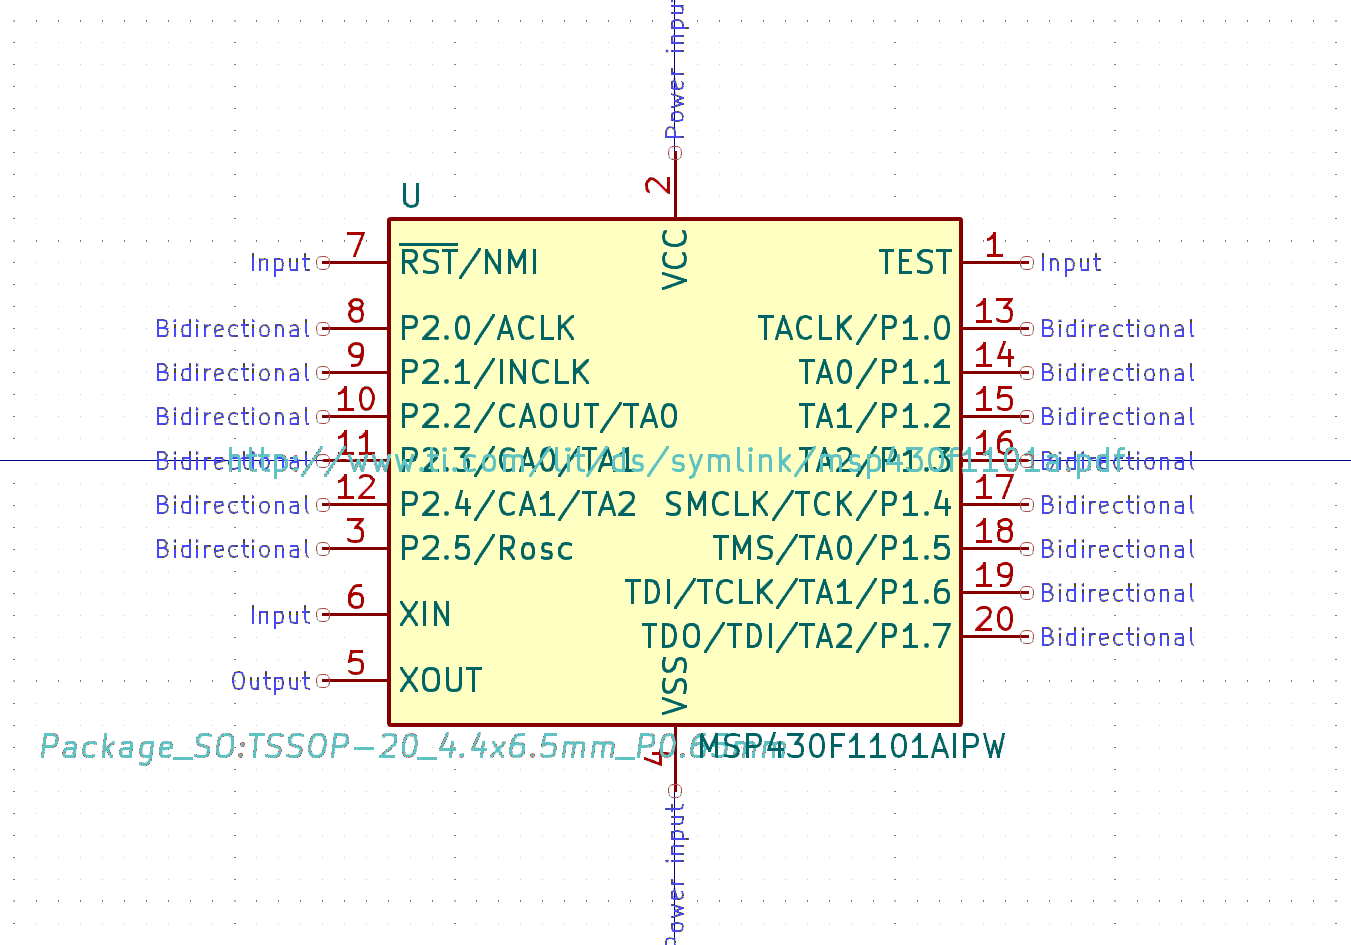 Power input
2
U
VCC
Input 7 RST/NMI
TEST 1 Input
Bidirectional 8 P2.0/ACLK
TACLK/P1.0 13 Bidirectional
Bidirectional 9 P2.1/INCLK
TA0/P1.1 14 Bidirectional
Bidirectional 10 P2.2/CAOUT/TA0
TA1/P1.2 15 Bidirectional
Bidirectional 11 P2.3/CA0/TA1
TA2/P1.3 16 Bidirectional
http://www.ti.com/lit/ds/symlink/msp430f1101a.pdf
Bidirectional 12 P2.4/CA1/TA2
SMCLK/TCK/P1.4 17 Bidirectional
Bidirectional 3 P2.5/Rosc
TMS/TA0/P1.5 18 Bidirectional
TDI/TCLK/TA1/P1.6 19 Bidirectional
Input 6 XIN
TDO/TDI/TA2/P1.7 20 Bidirectional
Output 5 XOUT
VSS
Package_SO:TSSOP-20_4.4x6.5mm_P0.65mm
MSP430F1101AIPW
4
Power input